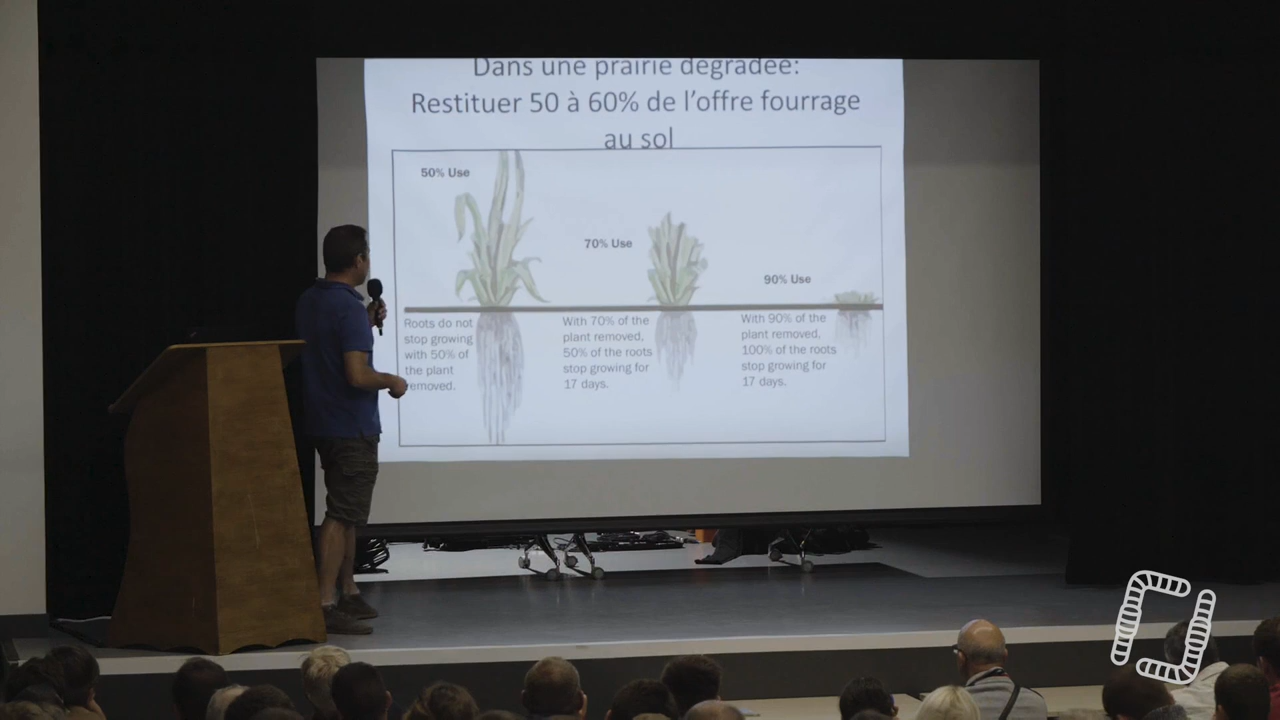 Dans une prairie dégradée:
Restituer 50 à 60% de l'offre fourrage
au sol
50% Use
70% Use
90% Use
Roots do not
stop growing
with 50% of
the plant
removed.
With 70% of the
plant removed,
50% of the roots
stop growing for
17 days.
With 90% of the
plant removed,
100% of the roots
stop growing for
17 days.